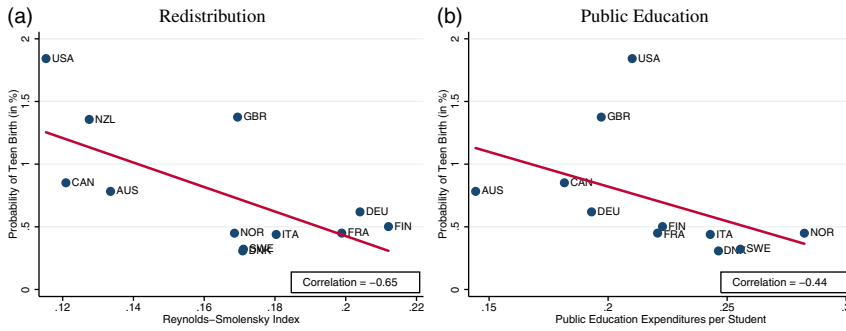 (a) Redistribution
Probability of Teen Birth (in %)
2
1.5
1
.5
0
USA
NZL
GBR
CAN
AUS
DEU
FIN
NOR
ITA
FRA
SWE
DNK
Correlation = −0.65
.12 .14 .16 .18 .2 .22
Reynolds−Smolensky Index
(b) Public Education
Probability of Teen Birth (in %)
2
1.5
1
.5
0
USA
GBR
CAN
AUS
DEU
FIN
FRA
ITA
NOR
SWE
DNK
Correlation = −0.44
.15 .2 .25
Public Education Expenditures per Student